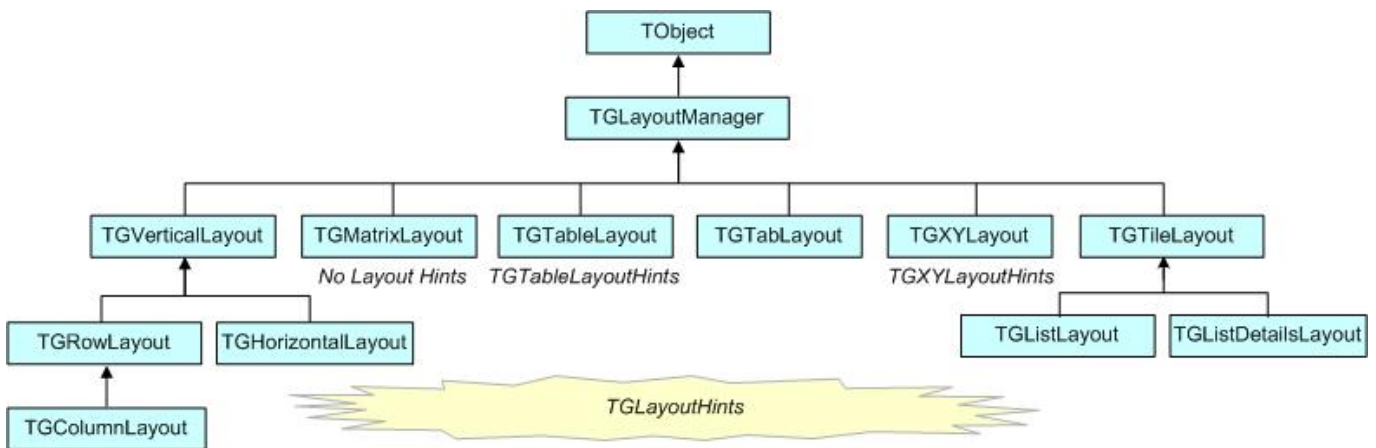 TObject
TGLayoutManager
TGVerticalLayout
TGMatrixLayout
TGTableLayout
TGTabLayout
TGXYLayout
TGTileLayout
No Layout Hints
TGTableLayoutHints
TGXYLayoutHints
TGRowLayout
TGHorizontalLayout
TGListLayout
TGListDetailsLayout
TGLayoutHints
TGColumnLayout